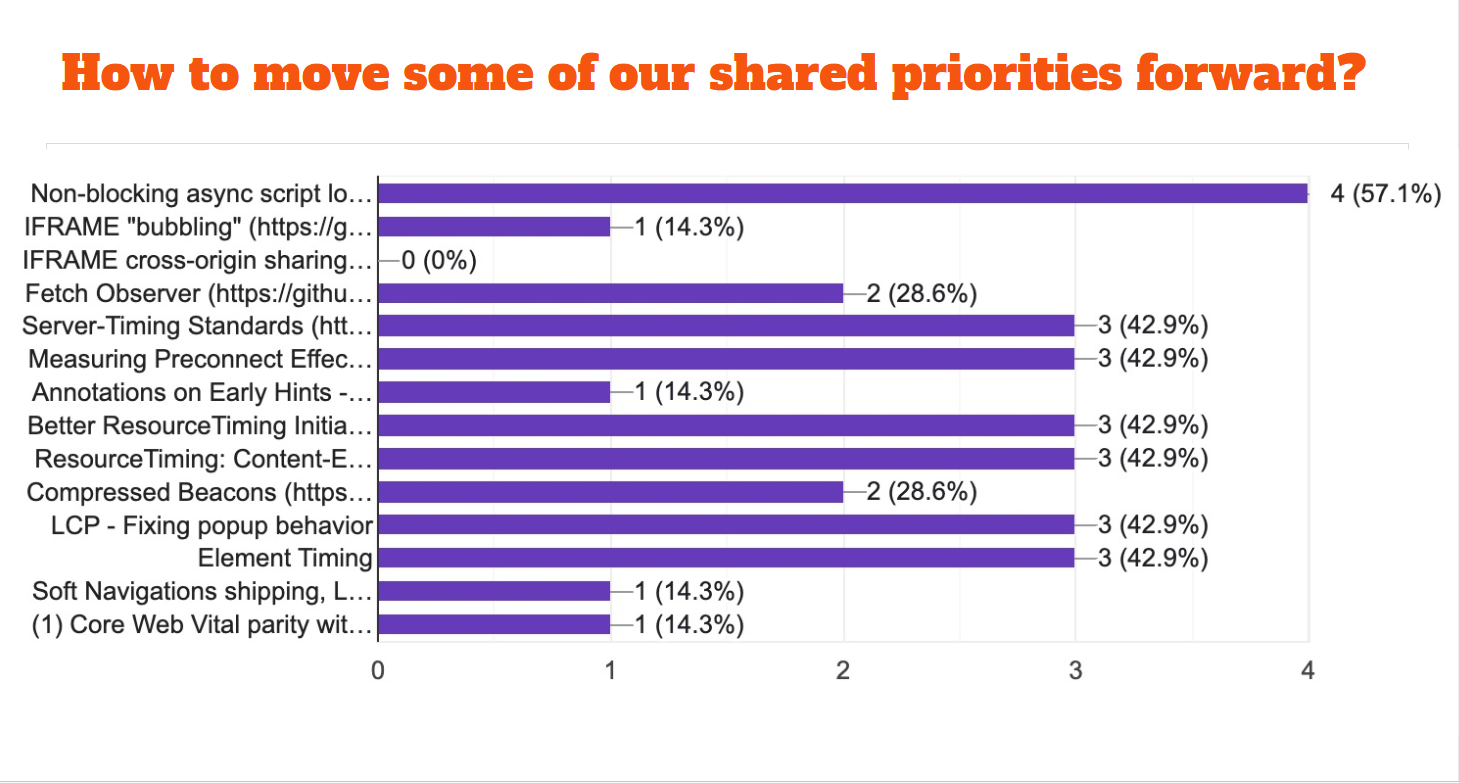 How to move some of our shared priorities forward?
Non-blocking async script lo… 4 (57.1%)
IFRAME "bubbling" (https://g… 1 (14.3%)
IFRAME cross-origin sharing… 0 (0%)
Fetch Observer (https://githu… 2 (28.6%)
Server-Timing Standards (htt… 3 (42.9%)
Measuring Preconnect Effec… 3 (42.9%)
Annotations on Early Hints -… 1 (14.3%)
Better ResourceTiming Initia… 3 (42.9%)
ResourceTiming: Content-E… 3 (42.9%)
Compressed Beacons (https… 2 (28.6%)
LCP - Fixing popup behavior 3 (42.9%)
Element Timing 3 (42.9%)
Soft Navigations shipping, L… 1 (14.3%)
(1) Core Web Vital parity wit… 1 (14.3%)
0 1 2 3 4